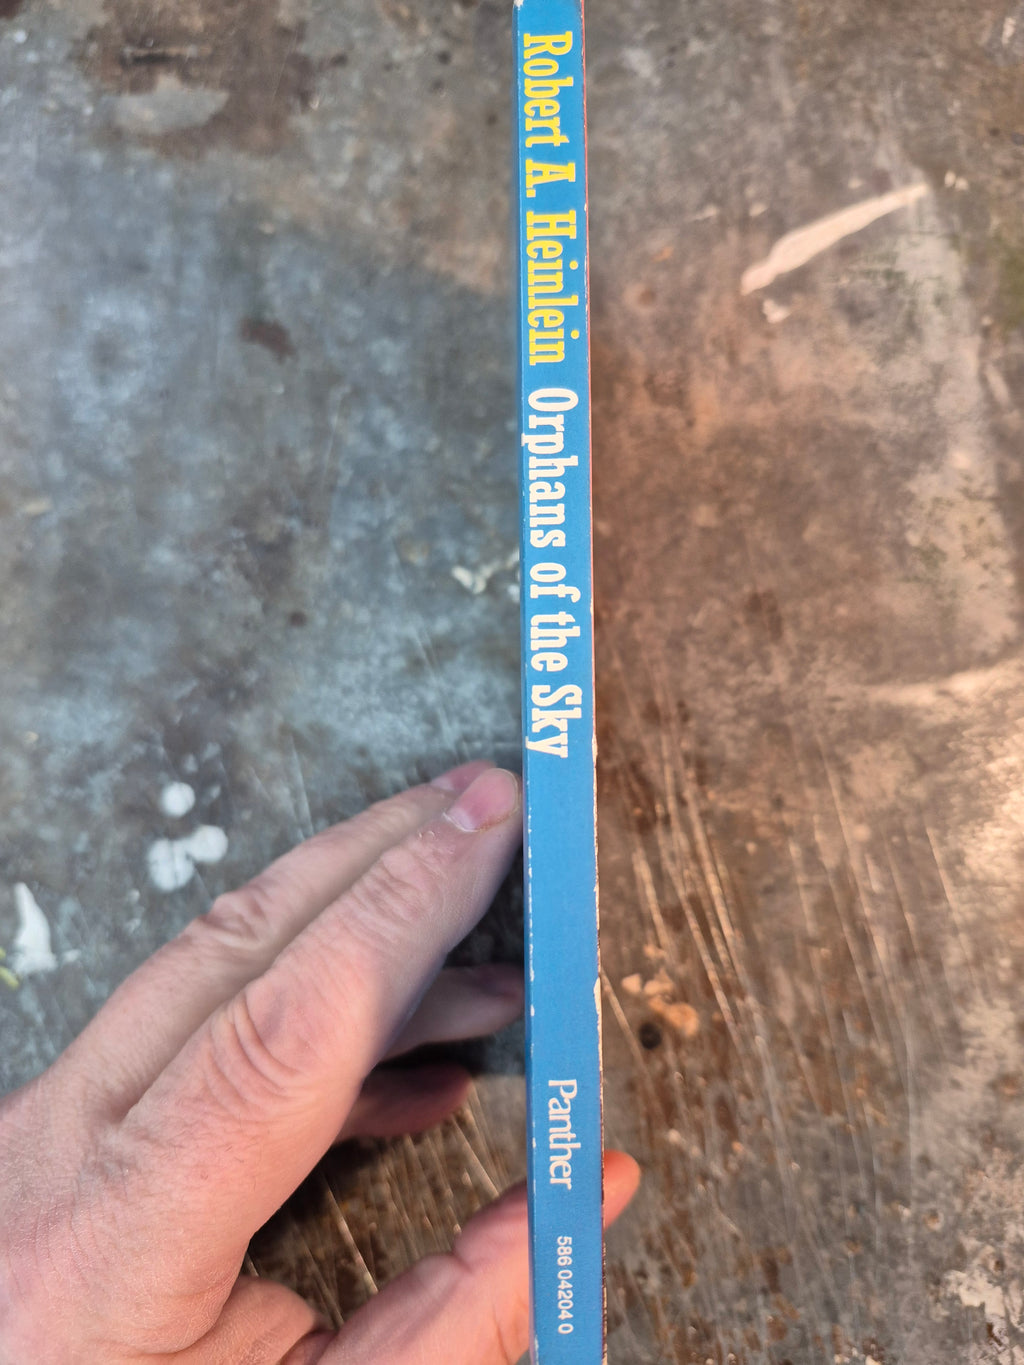 Robert A. Heinlein Orphans of the Sky
Panther
586 04204 0